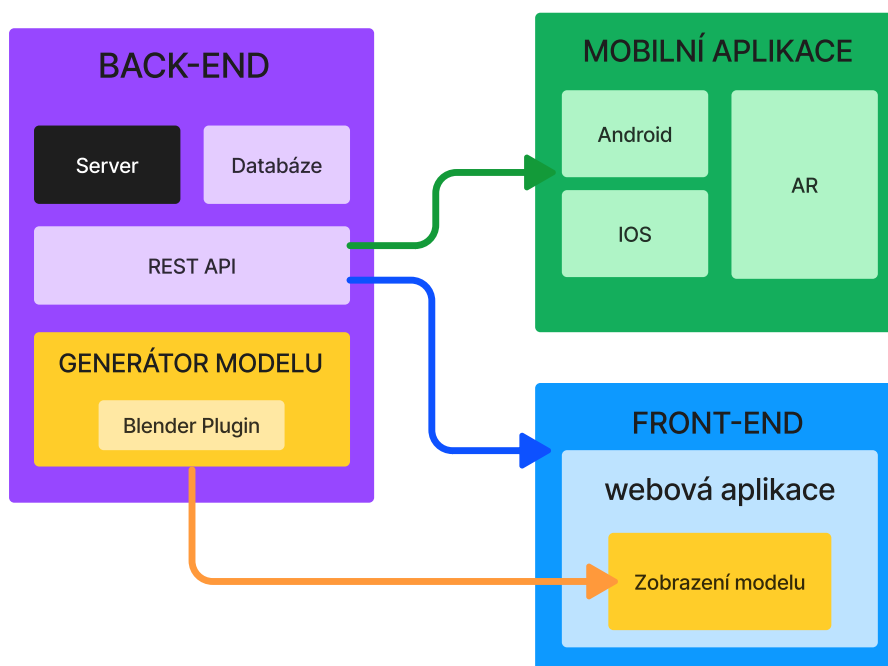 BACK-END
Server
Databáze
REST API
GENERÁTOR MODELU
Blender Plugin
MOBILNÍ APLIKACE
Android
IOS
AR
FRONT-END
webová aplikace
Zobrazení modelu